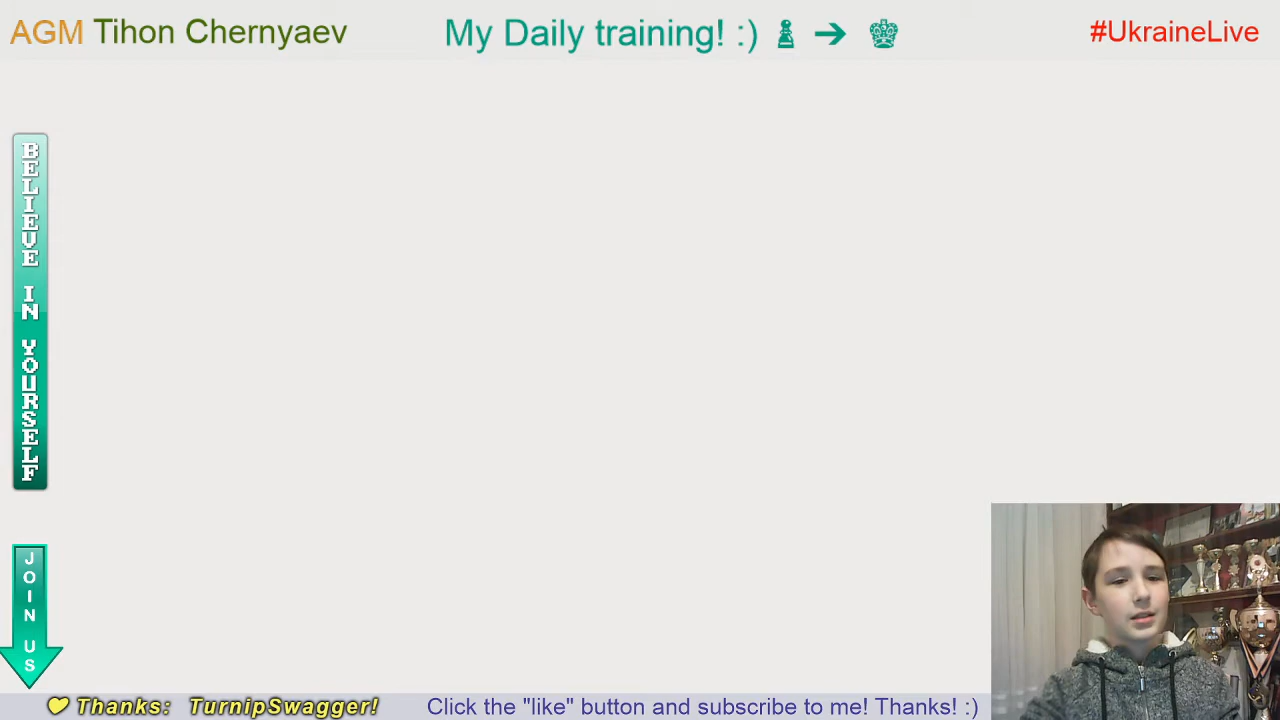 AGM Tihon Chernyaev
My Daily training! :) ♟ ➔ ♚
#UkraineLive
BELIEVE IN YOURSELF
JOIN US
💛 Thanks: TurnipSwagger!
Click the "like" button and subscribe to me! Thanks! :)